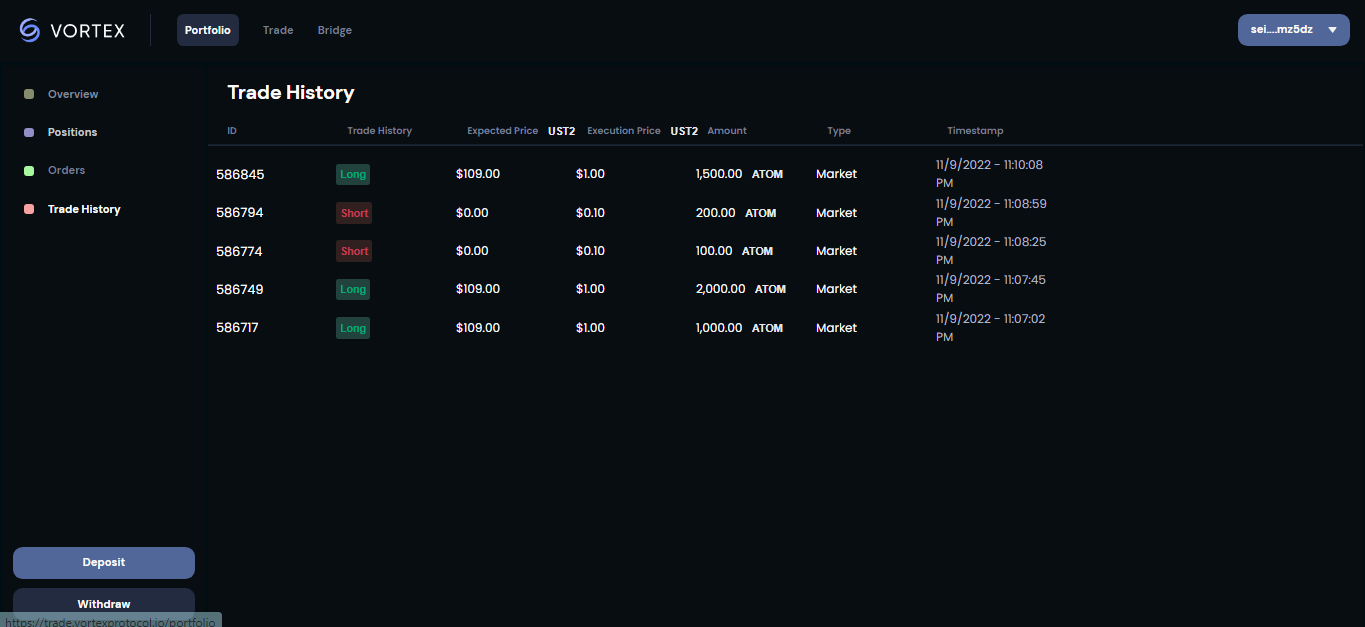 VORTEX
Portfolio Trade Bridge
sei....mz5dz
Overview
Positions
Orders
Trade History
Deposit
Withdraw
Trade History
ID Trade History Expected Price UST2 Execution Price UST2 Amount Type Timestamp
586845 Long $109.00 $1.00 1,500.00 ATOM Market 11/9/2022 - 11:10:08 PM
586794 Short $0.00 $0.10 200.00 ATOM Market 11/9/2022 - 11:08:59 PM
586774 Short $0.00 $0.10 100.00 ATOM Market 11/9/2022 - 11:08:25 PM
586749 Long $109.00 $1.00 2,000.00 ATOM Market 11/9/2022 - 11:07:45 PM
586717 Long $109.00 $1.00 1,000.00 ATOM Market 11/9/2022 - 11:07:02 PM
https://trade.vortexprotocol.io/portfolio